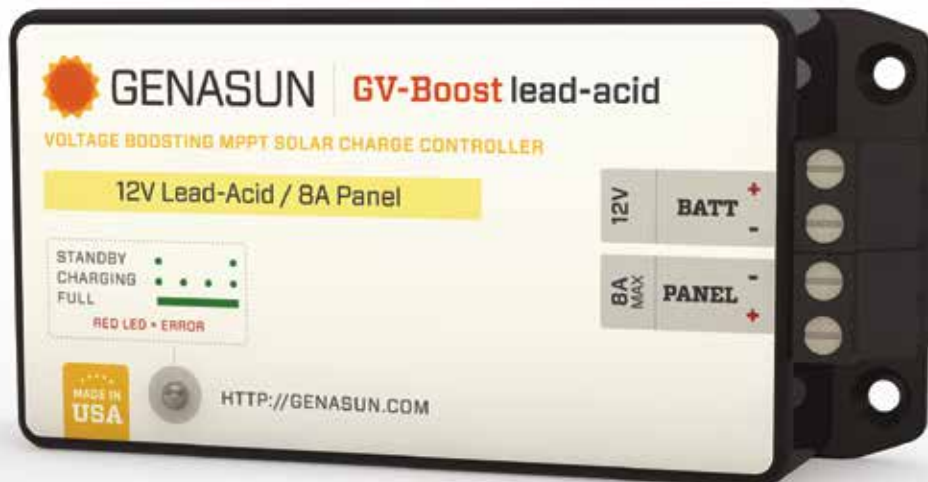 GENASUN GV-Boost lead-acid
VOLTAGE BOOSTING MPPT SOLAR CHARGE CONTROLLER
12V Lead-Acid / 8A Panel
STANDBY
CHARGING
FULL
RED LED • ERROR
MADE IN
USA
HTTP://GENASUN.COM
12V BATT + -
8A MAX PANEL - +